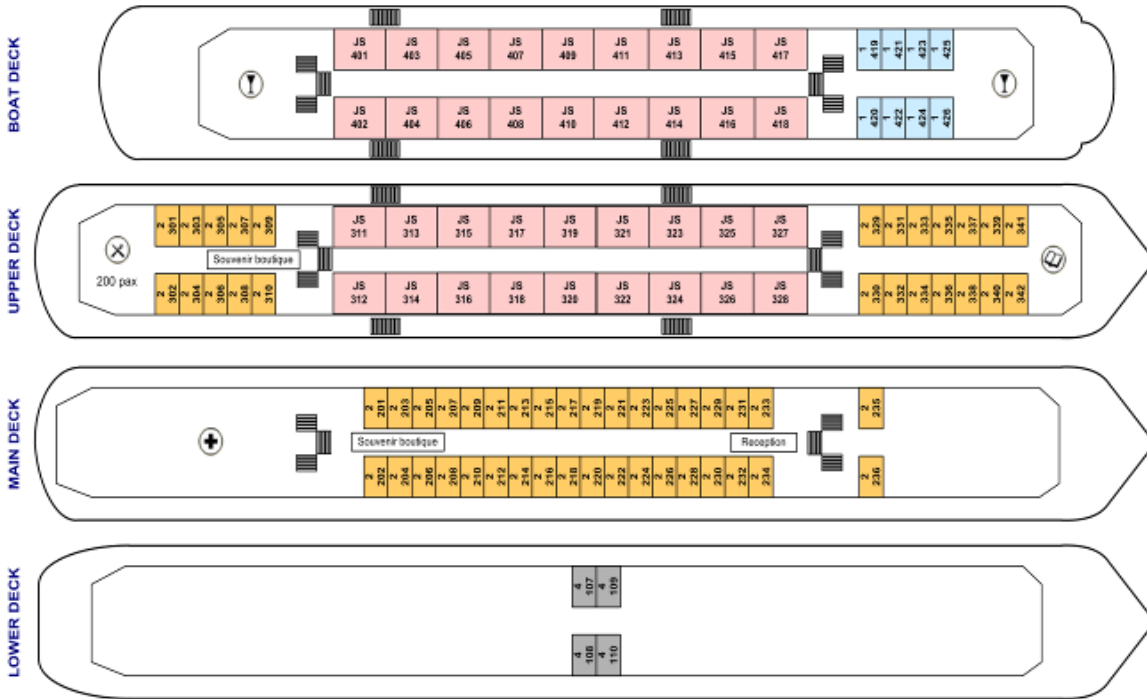 BOAT DECK
JS 401
JS 403
JS 405
JS 407
JS 409
JS 411
JS 413
JS 415
JS 417
1 419
1 421
1 423
1 425
JS 402
JS 404
JS 406
JS 408
JS 410
JS 412
JS 414
JS 416
JS 418
1 420
1 422
1 424
1 426
UPPER DECK
2 301
2 303
2 305
2 307
2 309
JS 311
JS 313
JS 315
JS 317
JS 319
JS 321
JS 323
JS 325
JS 327
2 329
2 331
2 333
2 335
2 337
2 339
2 341
Souvenir boutique
200 pax
2 302
2 304
2 306
2 308
2 310
JS 312
JS 314
JS 316
JS 318
JS 320
JS 322
JS 324
JS 326
JS 328
2 330
2 332
2 334
2 336
2 338
2 340
2 342
MAIN DECK
2 201
2 203
2 205
2 207
2 209
2 211
2 213
2 215
2 217
2 219
2 221
2 223
2 225
2 227
2 229
2 231
2 233
2 235
Souvenir boutique
Reception
2 202
2 204
2 206
2 208
2 210
2 212
2 214
2 216
2 218
2 220
2 222
2 224
2 226
2 228
2 230
2 232
2 234
2 236
LOWER DECK
4 107
4 109
4 108
4 110